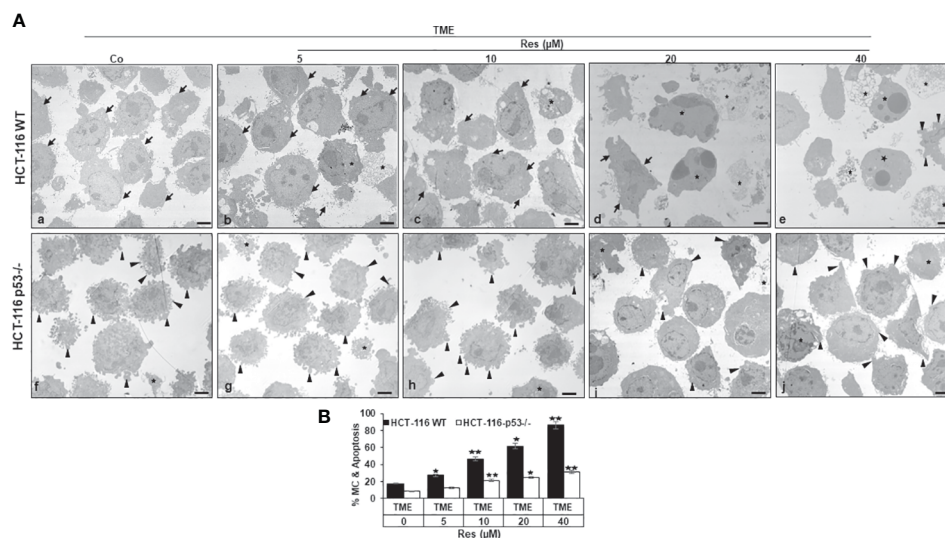 A
TME
Res (µM)
Co 5 10 20 40
HCT-116 WT
a b c d e
HCT-116 p53-/-
f g h i j
B
% MC & Apoptosis
100
80
60
40
20
0
HCT-116 WT HCT-116-p53-/-
* ** * ** * ** **
TME TME TME TME TME
0 5 10 20 40
Res (µM)